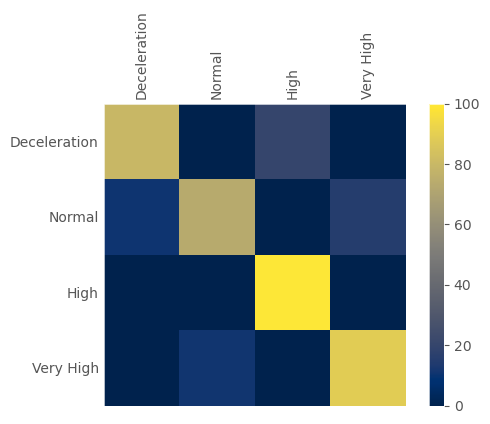 Deceleration
Normal
High
Very High
Deceleration
Normal
High
Very High
100
80
60
40
20
0